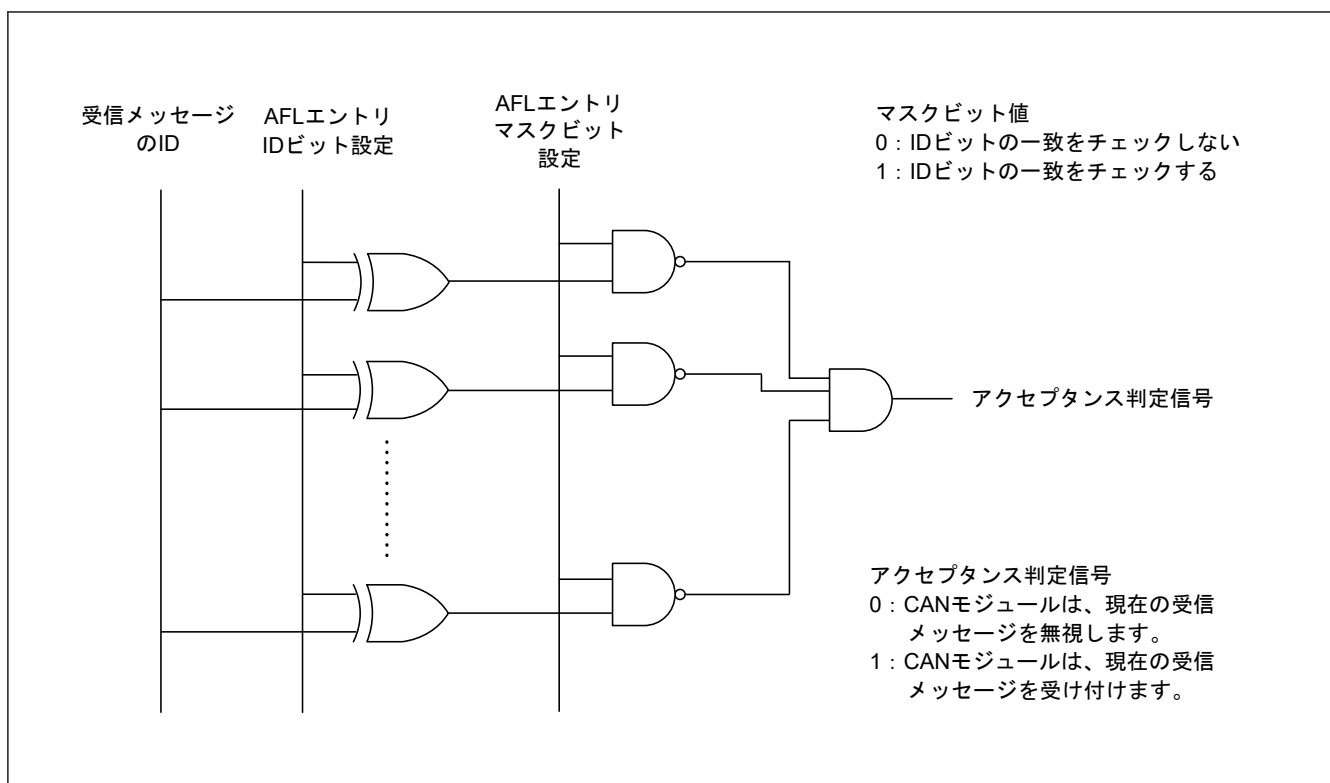 受信メッセージ
のID
AFLエントリ
IDビット設定
AFLエントリ
マスクビット
設定
マスクビット値
0：IDビットの一致をチェックしない
1：IDビットの一致をチェックする
アクセプタンス判定信号
アクセプタンス判定信号
0：CANモジュールは、現在の受信
メッセージを無視します。
1：CANモジュールは、現在の受信
メッセージを受け付けます。